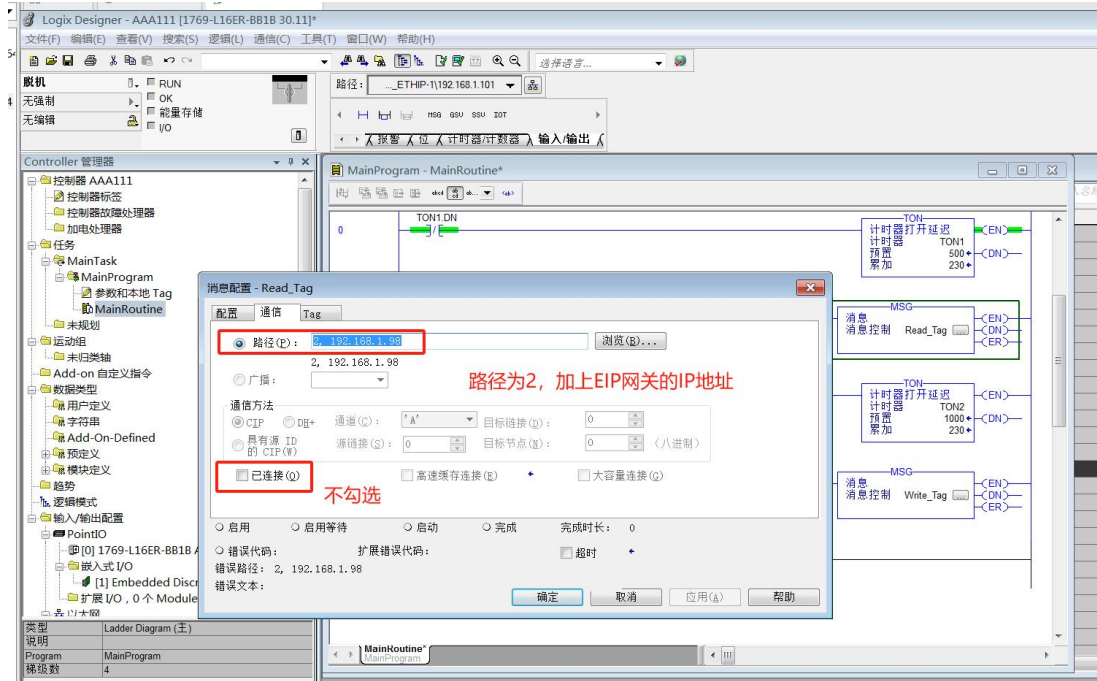 Logix Designer - AAA111 [1769-L16ER-BB1B 30.11]*
文件(F) 编辑(E) 查看(V) 搜索(S) 逻辑(L) 通信(C) 工具(T) 窗口(W) 帮助(H)
选择语言...
脱机
RUN
无强制
OK
能量存储
无编辑
I/O
路径: ..._ETHIP-1\192.168.1.101
MSG GSV SSV IOT
报警 位 计时器/计数器 输入/输出
Controller 管理器
控制器 AAA111
控制器标签
控制器故障处理器
加电处理器
任务
MainTask
MainProgram
参数和本地 Tag
MainRoutine
未规划
运动组
未归类轴
Add-on 自定义指令
数据类型
用户定义
字符串
Add-On-Defined
预定义
模块定义
趋势
逻辑模式
输入/输出配置
PointIO
[0] 1769-L16ER-BB1B A
嵌入式 I/O
[1] Embedded Discr
扩展 I/O , 0 个 Module
以太网
类型 Ladder Diagram (主)
说明
Program MainProgram
梯级数 4
MainProgram - MainRoutine*
0
TON1.DN
TON
计时器打开延迟
计时器 TON1
预置 500
累加 230
EN
DN
MSG
消息
消息控制 Read_Tag ...
EN
DN
ER
TON
计时器打开延迟
计时器 TON2
预置 1000
累加 230
EN
DN
MSG
消息
消息控制 Write_Tag ...
EN
DN
ER
MainRoutine*
MainProgram
消息配置 - Read_Tag
配置 通信 Tag
路径(P): 2, 192.168.1.98 浏览(B)...
2, 192.168.1.98
广播:
路径为2，加上EIP网关的IP地址
通信方法
CIP DH+ 通道(C): 'A' 目标链接(D): 0
具有源 ID 的 CIP(W) 源链接(S): 0 目标节点(N): 0 (八进制)
已连接(O) 高速缓存连接(E) 大容量连接(G)
不勾选
启用 启用等待 启动 完成 完成时长: 0
错误代码: 扩展错误代码: 超时
错误路径: 2, 192.168.1.98
错误文本:
确定 取消 应用(A) 帮助